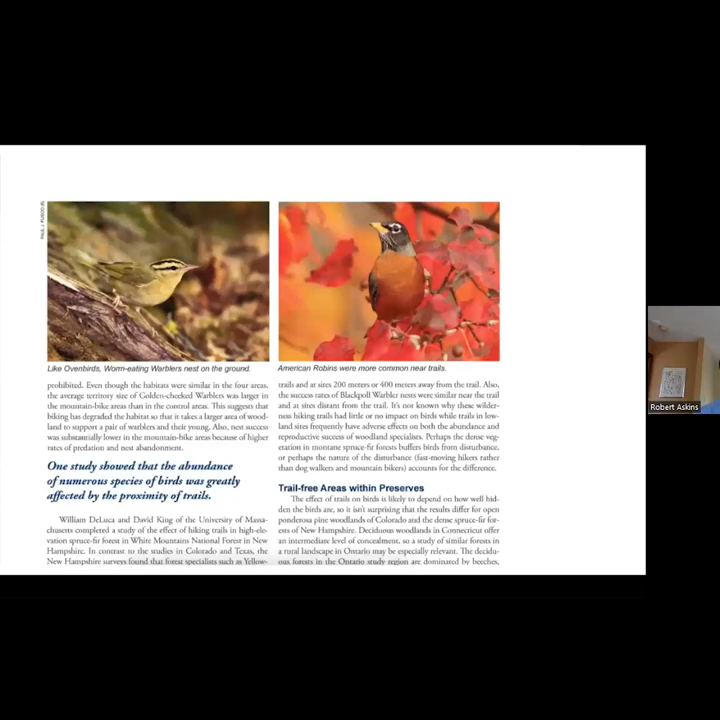 PAUL J. FUSCO (2)
Like Ovenbirds, Worm-eating Warblers nest on the ground.
prohibited. Even though the habitats were similar in the four areas,
the average territory size of Golden-cheeked Warblers was larger in
the mountain-bike areas than in the control areas. This suggests that
biking has degraded the habitat so that it takes a larger area of wood-
land to support a pair of warblers and their young. Also, nest success
was substantially lower in the mountain-bike areas because of higher
rates of predation and nest abandonment.
One study showed that the abundance
of numerous species of birds was greatly
affected by the proximity of trails.
William DeLuca and David King of the University of Massa-
chusetts completed a study of the effect of hiking trails in high-ele-
vation spruce-fir forest in White Mountains National Forest in New
Hampshire. In contrast to the studies in Colorado and Texas, the
New Hampshire surveys found that forest specialists such as Yellow-
American Robins were more common near trails.
trails and at sites 200 meters or 400 meters away from the trail. Also,
the success rates of Blackpoll Warbler nests were similar near the trail
and at sites distant from the trail. It's not known why these wilder-
ness hiking trails had little or no impact on birds while trails in low-
land sites frequently have adverse effects on both the abundance and
reproductive success of woodland specialists. Perhaps the dense veg-
etation in montane spruce-fir forests buffers birds from disturbance,
or perhaps the nature of the disturbance (fast-moving hikers rather
than dog walkers and mountain bikers) accounts for the difference.
Trail-free Areas within Preserves
The effect of trails on birds is likely to depend on how well hid-
den the birds are, so it isn't surprising that the results differ for open
ponderosa pine woodlands of Colorado and the dense spruce-fir for-
ests of New Hampshire. Deciduous woodlands in Connecticut offer
an intermediate level of concealment, so a study of similar forests in
a rural landscape in Ontario may be especially relevant. The decidu-
ous forests in the Ontario study region are dominated by beeches,
Robert Askins